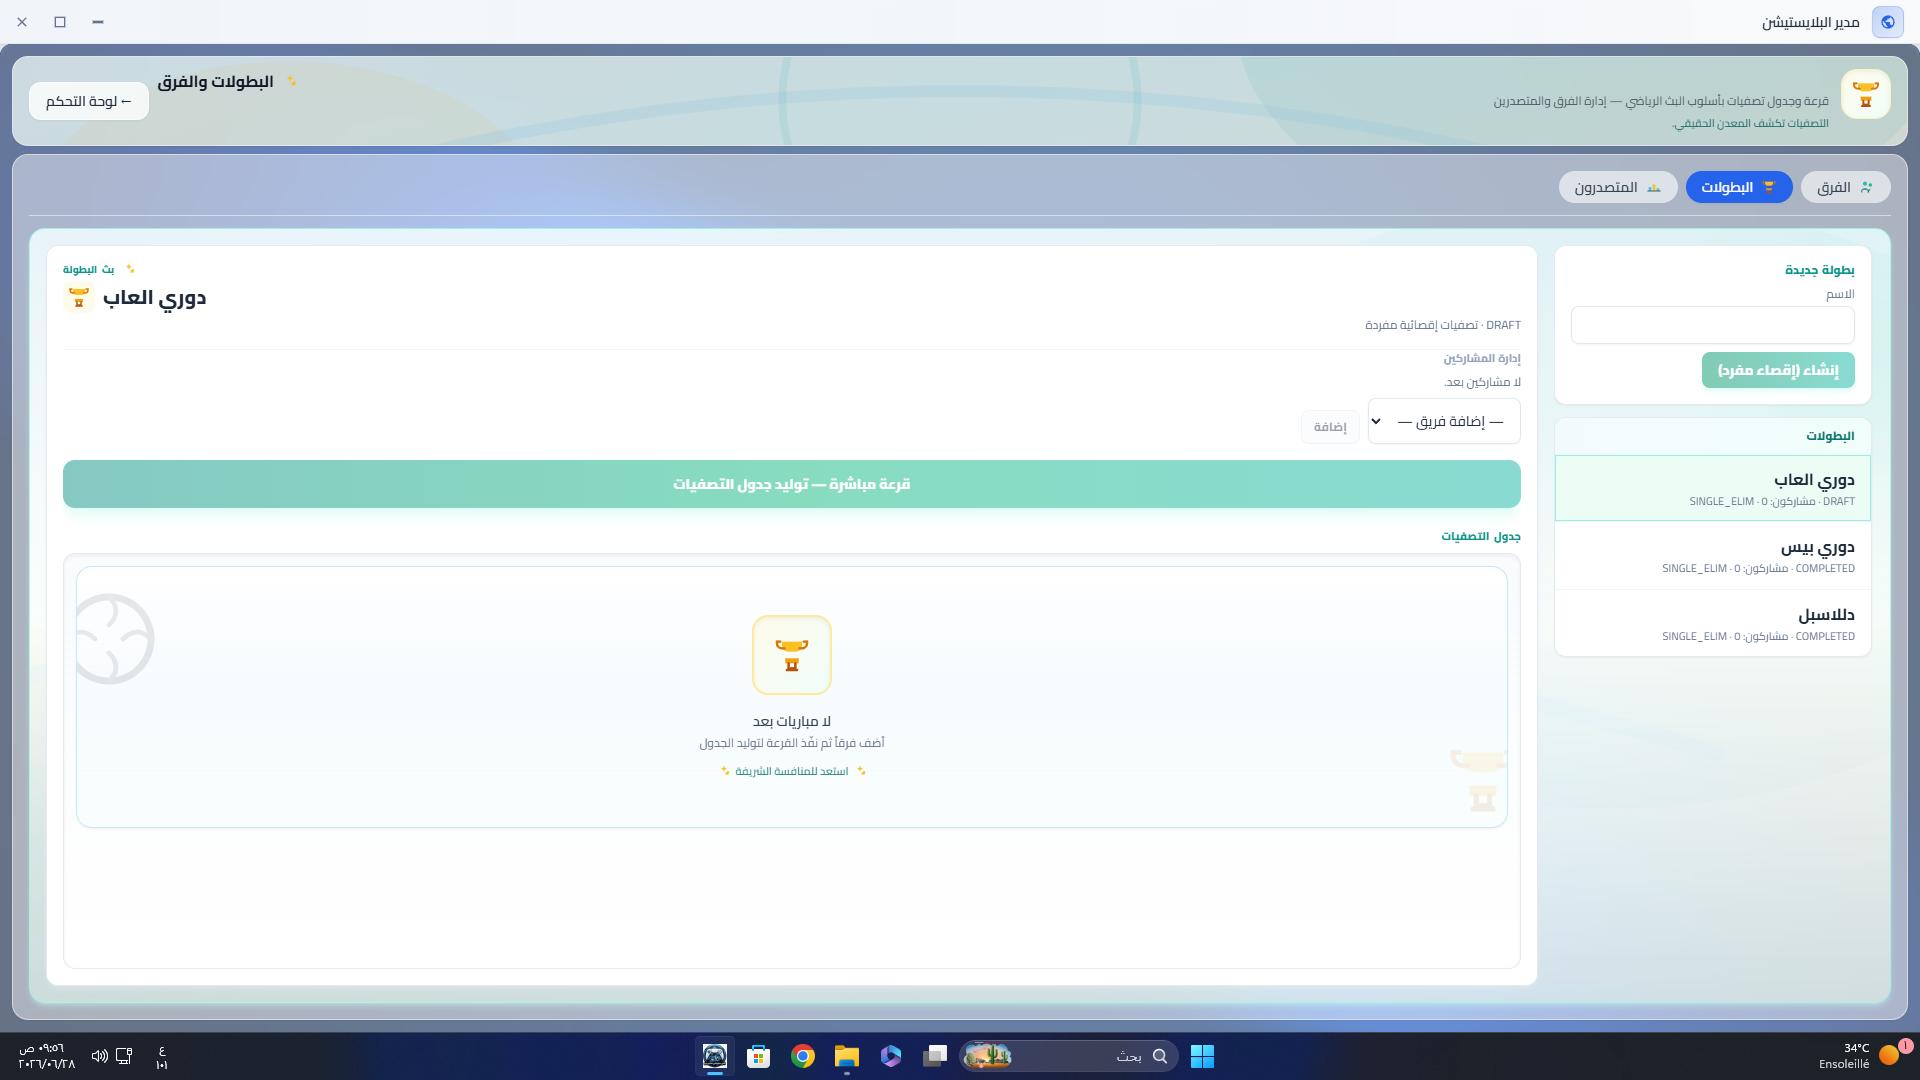 مدير البلايستيشن
البطولات والفرق
قرعة وجدول تصفيات بأسلوب البث الرياضي — إدارة الفرق والمتصدرين
التصفيات تكشف المعدن الحقيقي.
← لوحة التحكم
الفرق
البطولات
المتصدرون
بطولة جديدة
الاسم
إنشاء (إقصاء مفرد)
البطولات
دوري العاب
DRAFT · مشاركون: 0 · SINGLE_ELIM
دوري بيس
COMPLETED · مشاركون: 0 · SINGLE_ELIM
دللاسبل
COMPLETED · مشاركون: 0 · SINGLE_ELIM
بث البطولة
دوري العاب
DRAFT · تصفيات إقصائية مفردة
إدارة المشاركين
لا مشاركين بعد.
— إضافة فريق —
إضافة
قرعة مباشرة — توليد جدول التصفيات
جدول التصفيات
لا مباريات بعد
أضف فرقاً ثم نفّذ القرعة لتوليد الجدول
استعد للمنافسة الشريفة
١
34°C
Ensoleillé
بحث
ع
١٠١
٠٩:٥٦ ص
٢٠٢٦/٠٦/٢٨